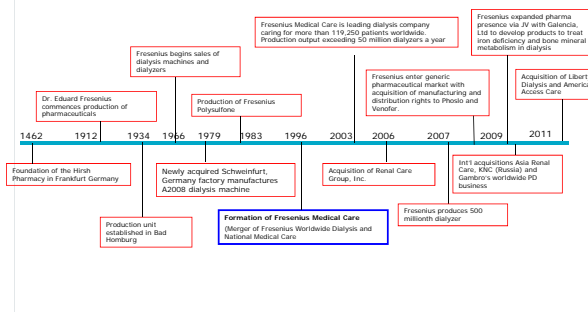 Fresenius Medical Care is leading dialysis company
caring for more than 119,250 patients worldwide.
Production output exceeding 50 million dialyzers a year
Fresenius expanded pharma
presence via JV with Galencia,
Ltd to develop products to treat
iron deficiency and bone mineral
metabolism in dialysis
Fresenius begins sales of
dialysis machines and
dialyzers
Fresenius enter generic
pharmaceutical market with
acquisition of manufacturing and
distribution rights to Phoslo and
Venofer.
Acquisition of Libert
Dialysis and America
Access Care
Dr. Eduard Fresenius
commences production of
pharmaceuticals
Production of Fresenius
Polysulfone
1462 1912 1934 1966 1979 1983 1996 2003 2006 2007 2009 2011
Foundation of the Hirsh
Pharmacy in Frankfurt Germany
Newly acquired Schweinfurt,
Germany factory manufactures
A2008 dialysis machine
Acquisition of Renal Care
Group, Inc.
Int'l acquisitions Asia Renal
Care, KNC (Russia) and
Gambro's worldwide PD
business
Production unit
established in Bad
Homburg
Formation of Fresenius Medical Care
(Merger of Fresenius Worldwide Dialysis and
National Medical Care
Fresenius produces 500
millionth dialyzer